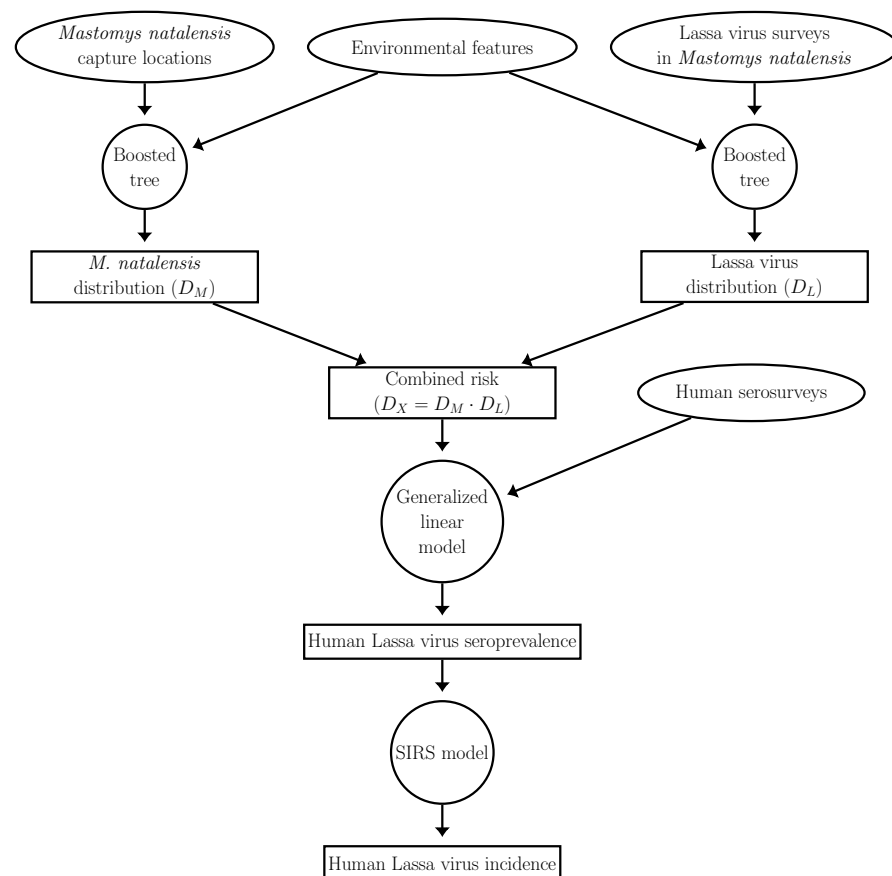 Mastomys natalensis
capture locations
Environmental features
Lassa virus surveys
in Mastomys natalensis
Boosted
tree
Boosted
tree
M. natalensis
distribution (D_M)
Lassa virus
distribution (D_L)
Combined risk
(D_X = D_M · D_L)
Human serosurveys
Generalized
linear
model
Human Lassa virus seroprevalence
SIRS model
Human Lassa virus incidence